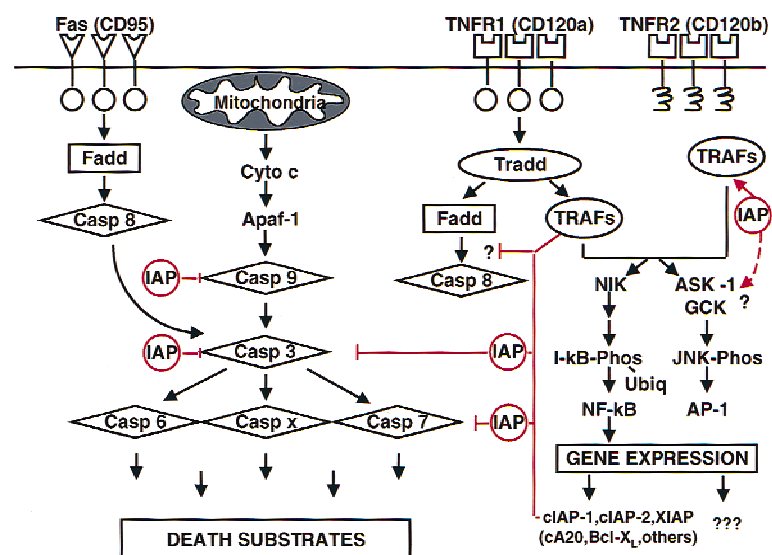 Fas (CD95)
TNFR1 (CD120a)
TNFR2 (CD120b)
Mitochondria
Fadd
Cyto c
Tradd
TRAFs
Casp 8
Apaf-1
Fadd
TRAFs
IAP
?
IAP
Casp 9
Casp 8
NIK
ASK -1
GCK
?
IAP
Casp 3
IAP
I-kB-Phos
Ubiq
JNK-Phos
Casp 6
Casp x
Casp 7
IAP
NF-kB
AP-1
GENE EXPRESSION
cIAP-1,cIAP-2,XIAP
(cA20,Bcl-XL,others)
???
DEATH SUBSTRATES